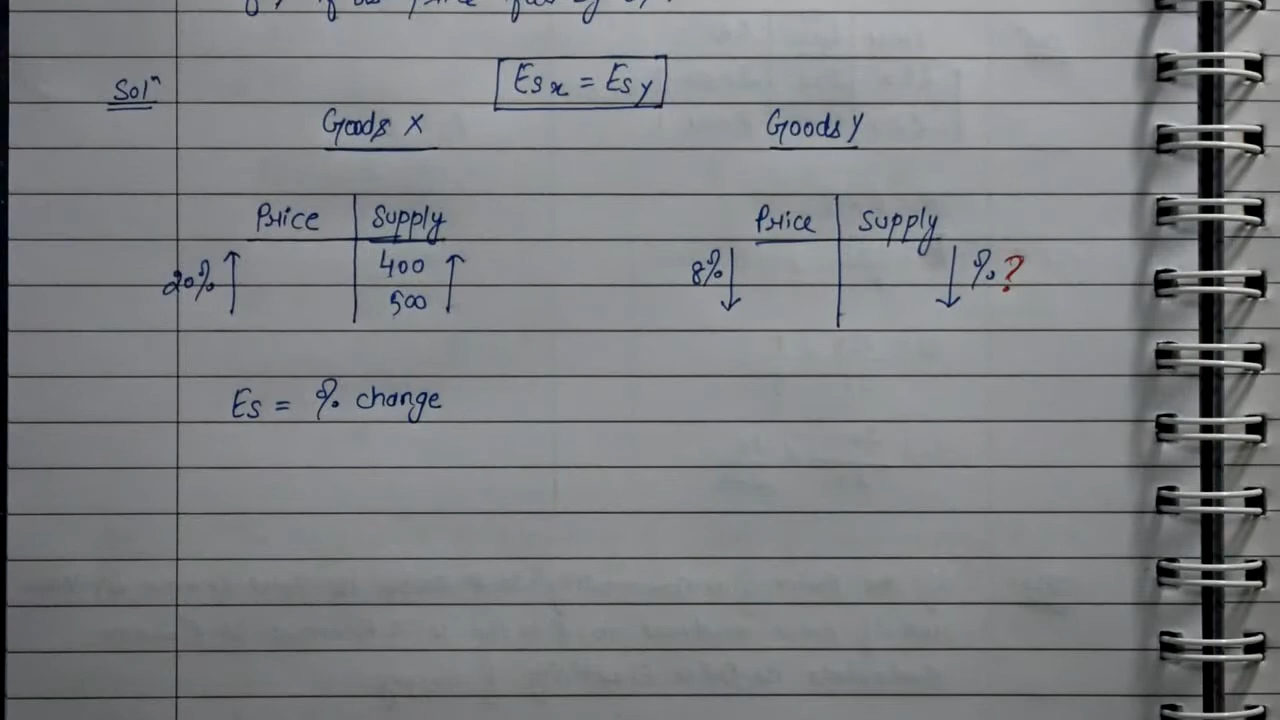 Solⁿ
Esx = Esy
Goods X
Goods Y
Price Supply
20% 400
500
Price Supply
8% %?
Es = % change